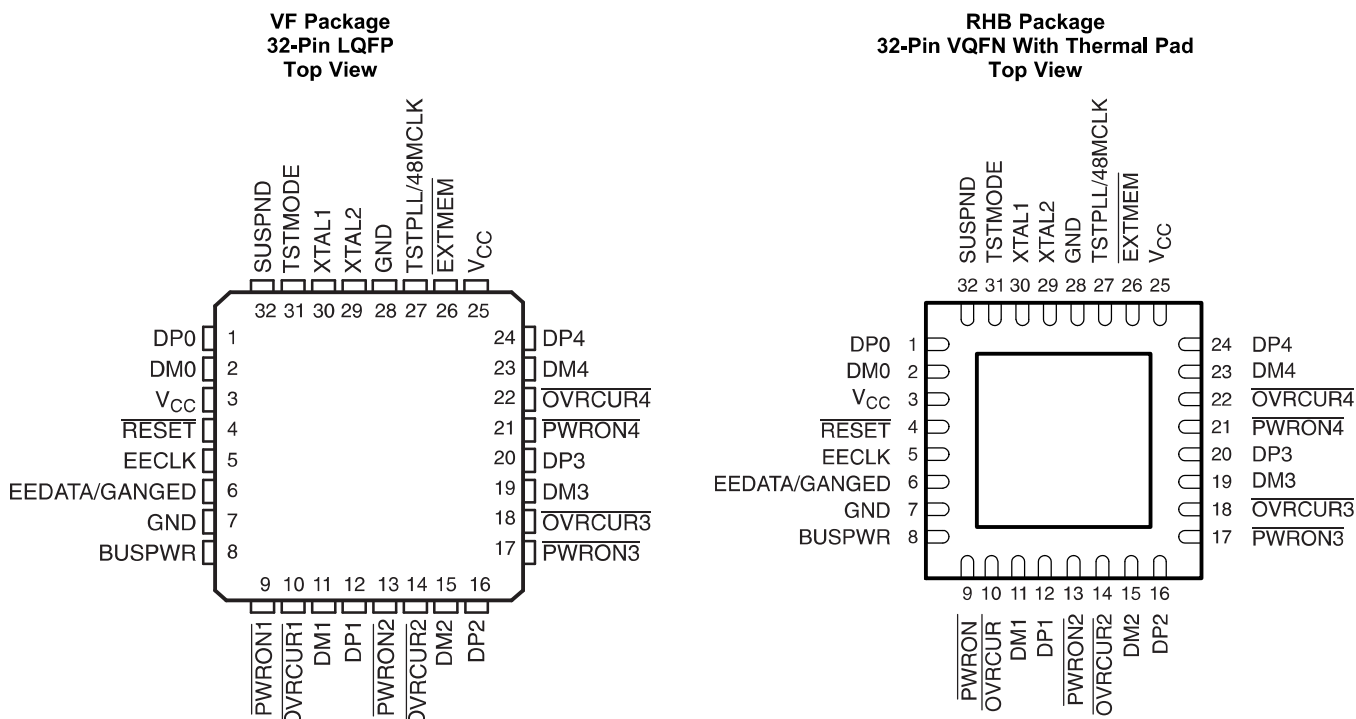 VF Package
32-Pin LQFP
Top View
SUSPND
TSTMODE
XTAL1
XTAL2
GND
TSTPLL/48MCLK
EXTMEM
VCC
32 31 30 29 28 27 26 25
DP0 1
DM0 2
VCC 3
RESET 4
EECLK 5
EEDATA/GANGED 6
GND 7
BUSPWR 8
24 DP4
23 DM4
22 OVRCUR4
21 PWRON4
20 DP3
19 DM3
18 OVRCUR3
17 PWRON3
9 10 11 12 13 14 15 16
PWRON1
OVRCUR1
DM1
DP1
PWRON2
OVRCUR2
DM2
DP2
RHB Package
32-Pin VQFN With Thermal Pad
Top View
SUSPND
TSTMODE
XTAL1
XTAL2
GND
TSTPLL/48MCLK
EXTMEM
VCC
32 31 30 29 28 27 26 25
DP0 1
DM0 2
VCC 3
RESET 4
EECLK 5
EEDATA/GANGED 6
GND 7
BUSPWR 8
24 DP4
23 DM4
22 OVRCUR4
21 PWRON4
20 DP3
19 DM3
18 OVRCUR3
17 PWRON3
9 10 11 12 13 14 15 16
PWRON
OVRCUR
DM1
DP1
PWRON2
OVRCUR2
DM2
DP2